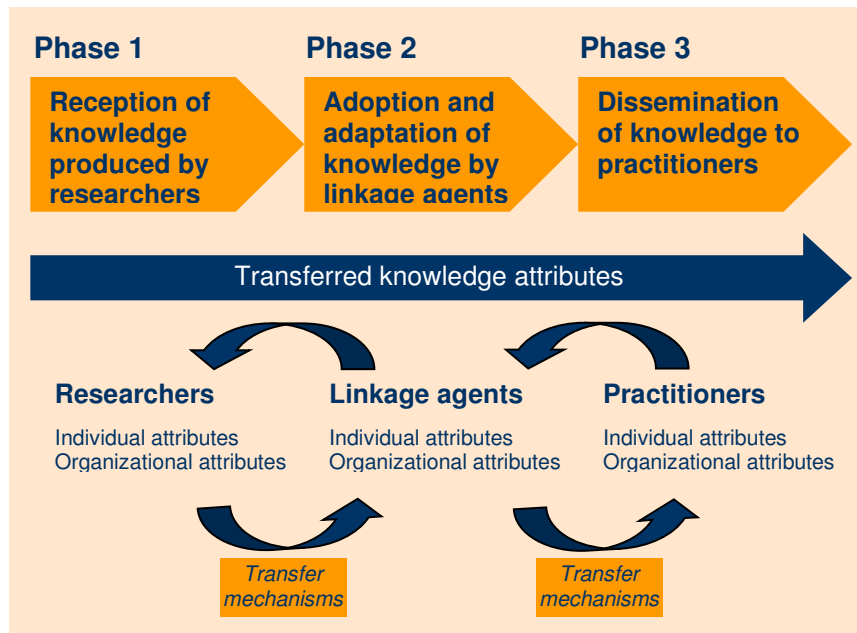 Phase 1
Phase 2
Phase 3
Reception of
knowledge
produced by
researchers
Adoption and
adaptation of
knowledge by
linkage agents
Dissemination
of knowledge to
practitioners
Transferred knowledge attributes
Researchers
Individual attributes
Organizational attributes
Linkage agents
Individual attributes
Organizational attributes
Practitioners
Individual attributes
Organizational attributes
Transfer
mechanisms
Transfer
mechanisms